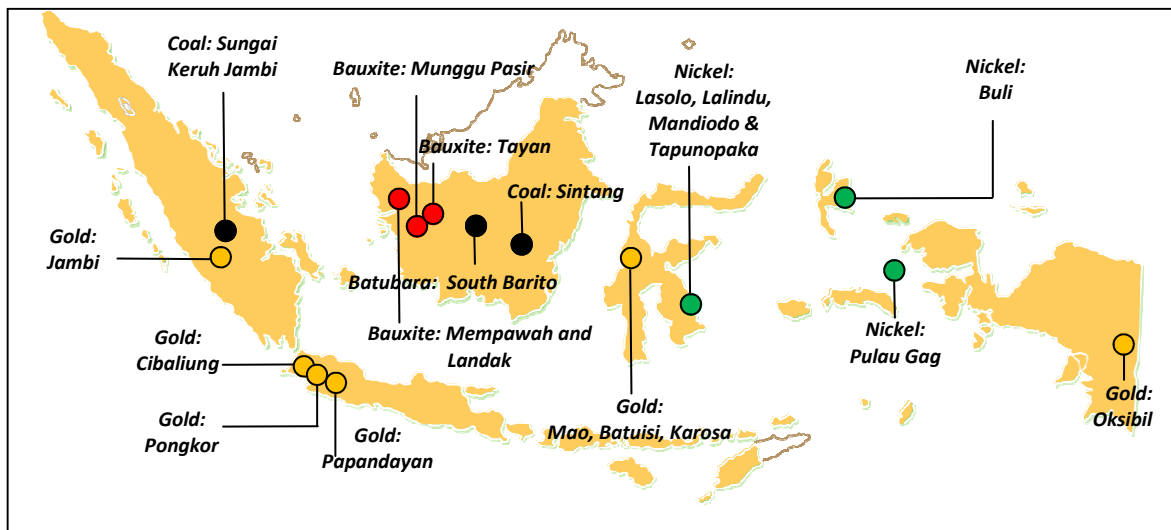 Coal: Sungai
Keruh Jambi
Bauxite: Munggu Pasir
Nickel:
Lasolo, Lalindu,
Mandiodo &
Tapunopaka
Nickel:
Buli
Bauxite: Tayan
Coal: Sintang
Gold:
Jambi
Batubara:  South Barito
Bauxite: Mempawah and
Landak
Nickel:
Pulau Gag
Gold:
Cibaliung
Gold:
Pongkor
Gold:
Papandayan
Gold:
Mao, Batuisi, Karosa
Gold:
Oksibil